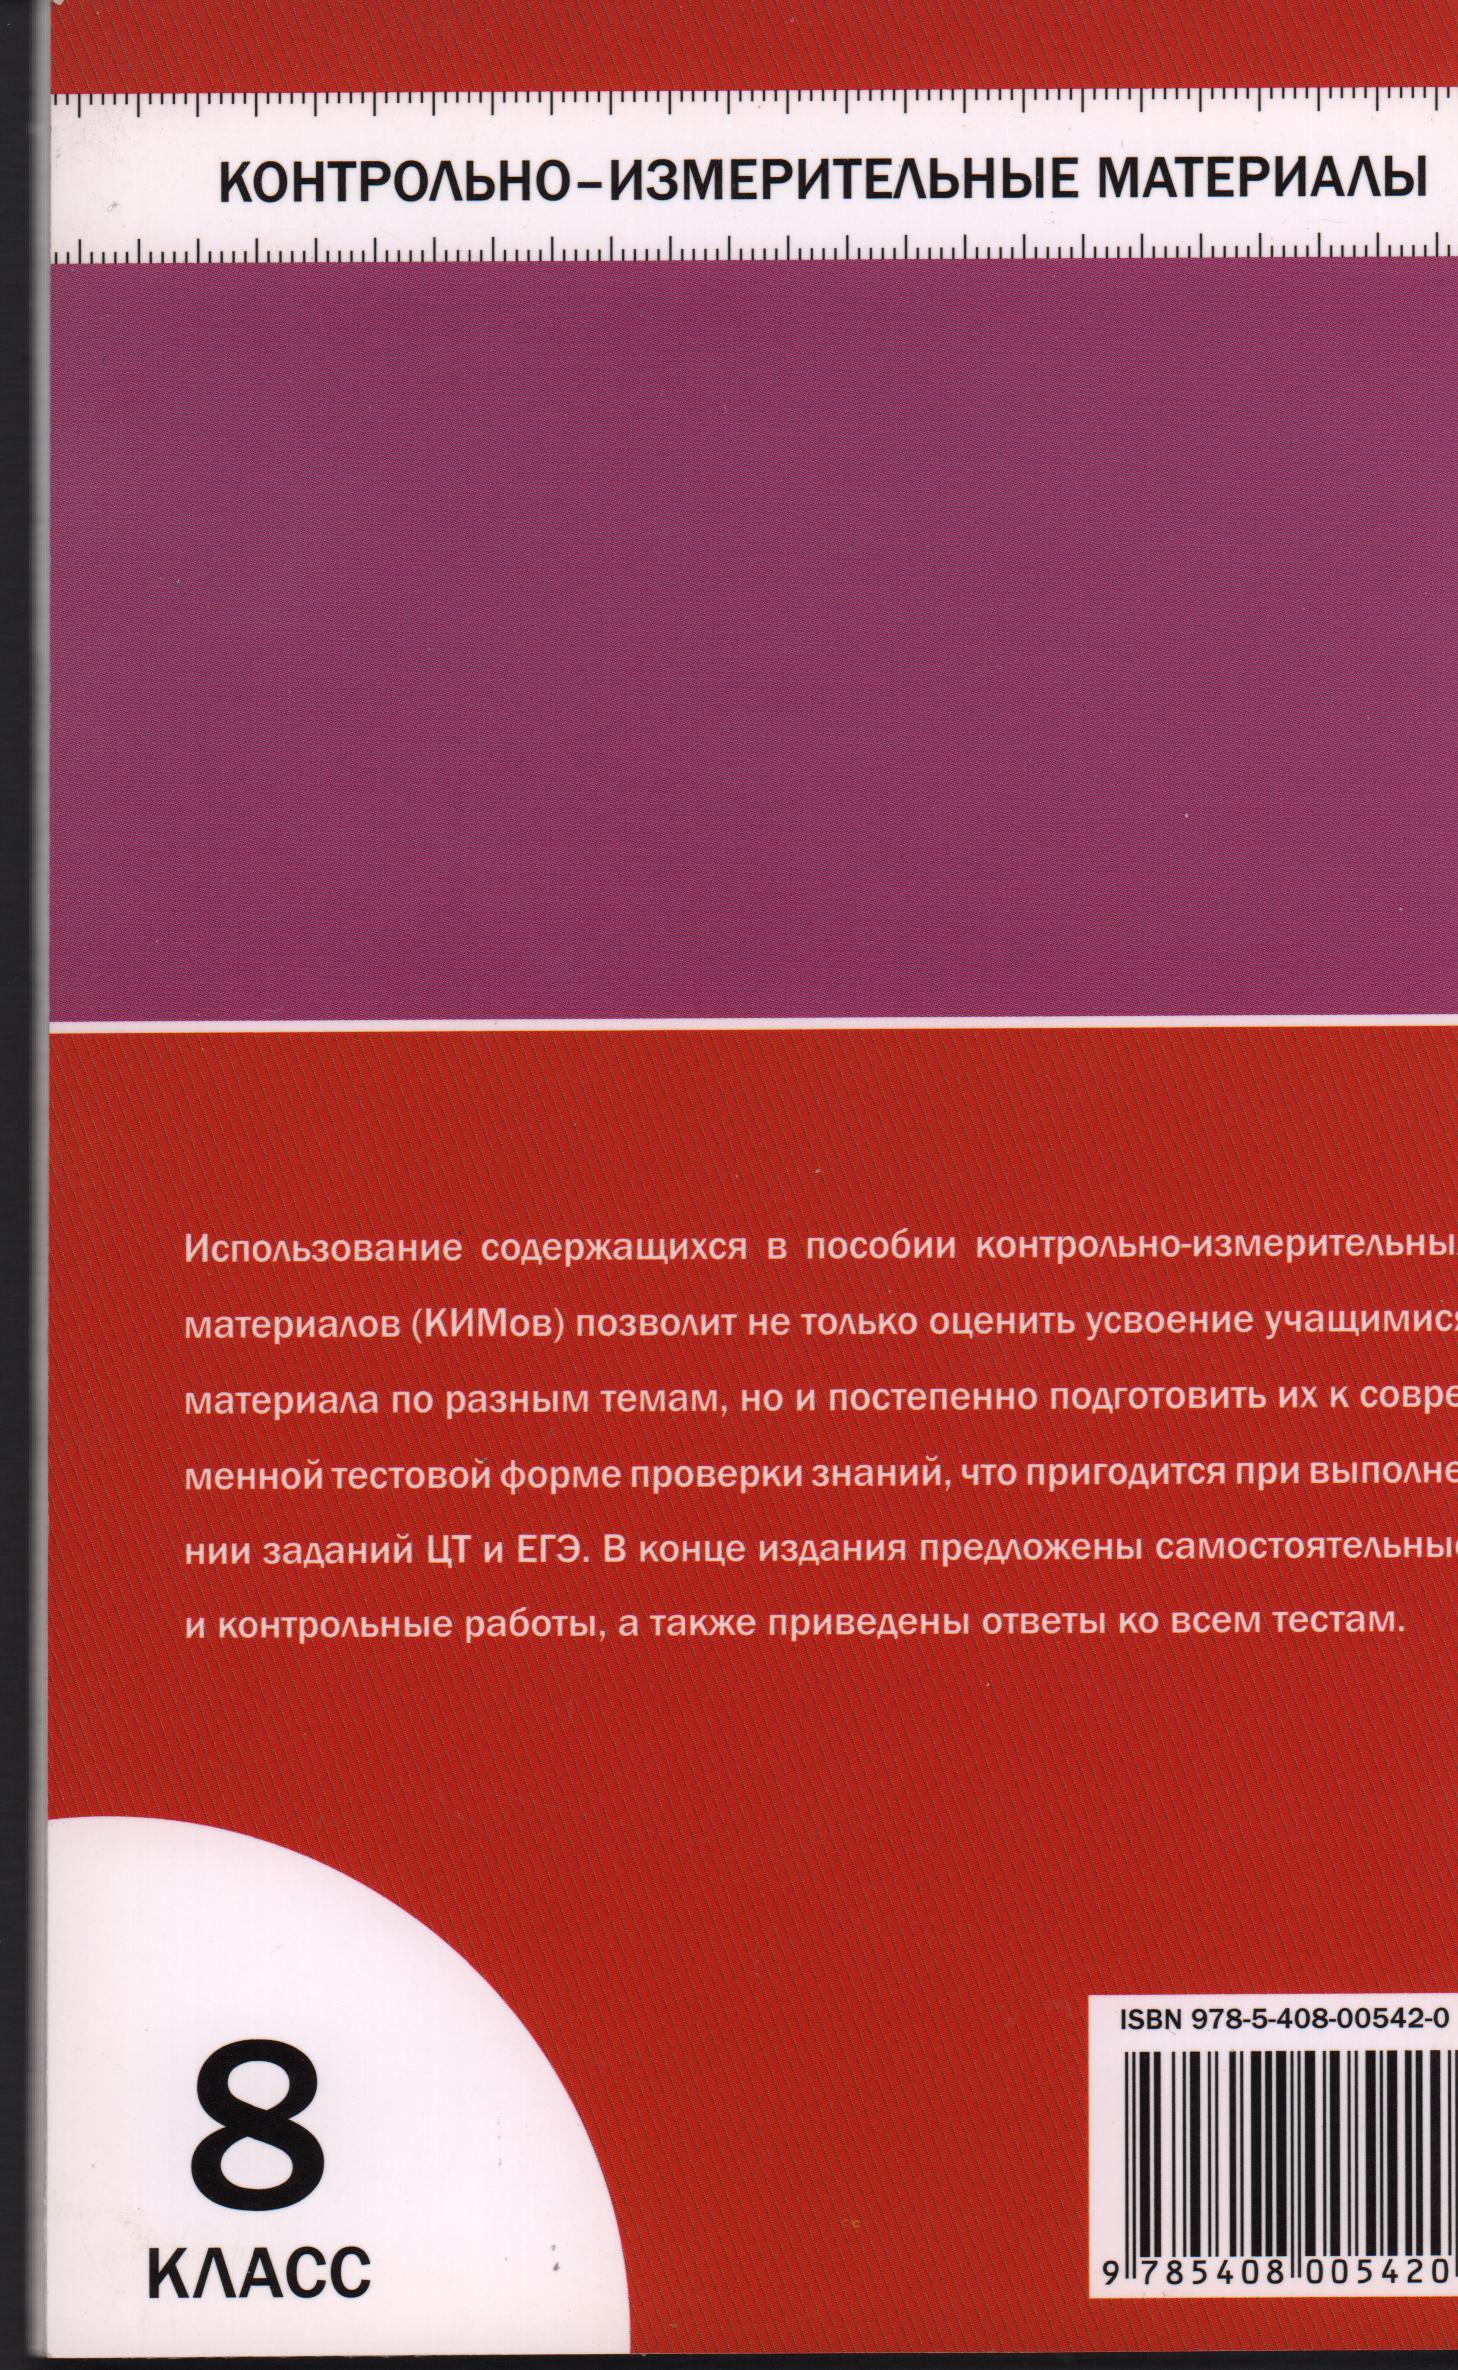 КОНТРОЛЬНО–ИЗМЕРИТЕЛЬНЫЕ МАТЕРИАЛЫ
Использование содержащихся в пособии контрольно-измерительны
материалов (КИМов) позволит не только оценить усвоение учащимися
материала по разным темам, но и постепенно подготовить их к совре
менной тестовой форме проверки знаний, что пригодится при выполне
нии заданий ЦТ и ЕГЭ. В конце издания предложены самостоятельные
и контрольные работы, а также приведены ответы ко всем тестам.
8
КЛАСС
ISBN 978-5-408-00542-0
9 785408 005420